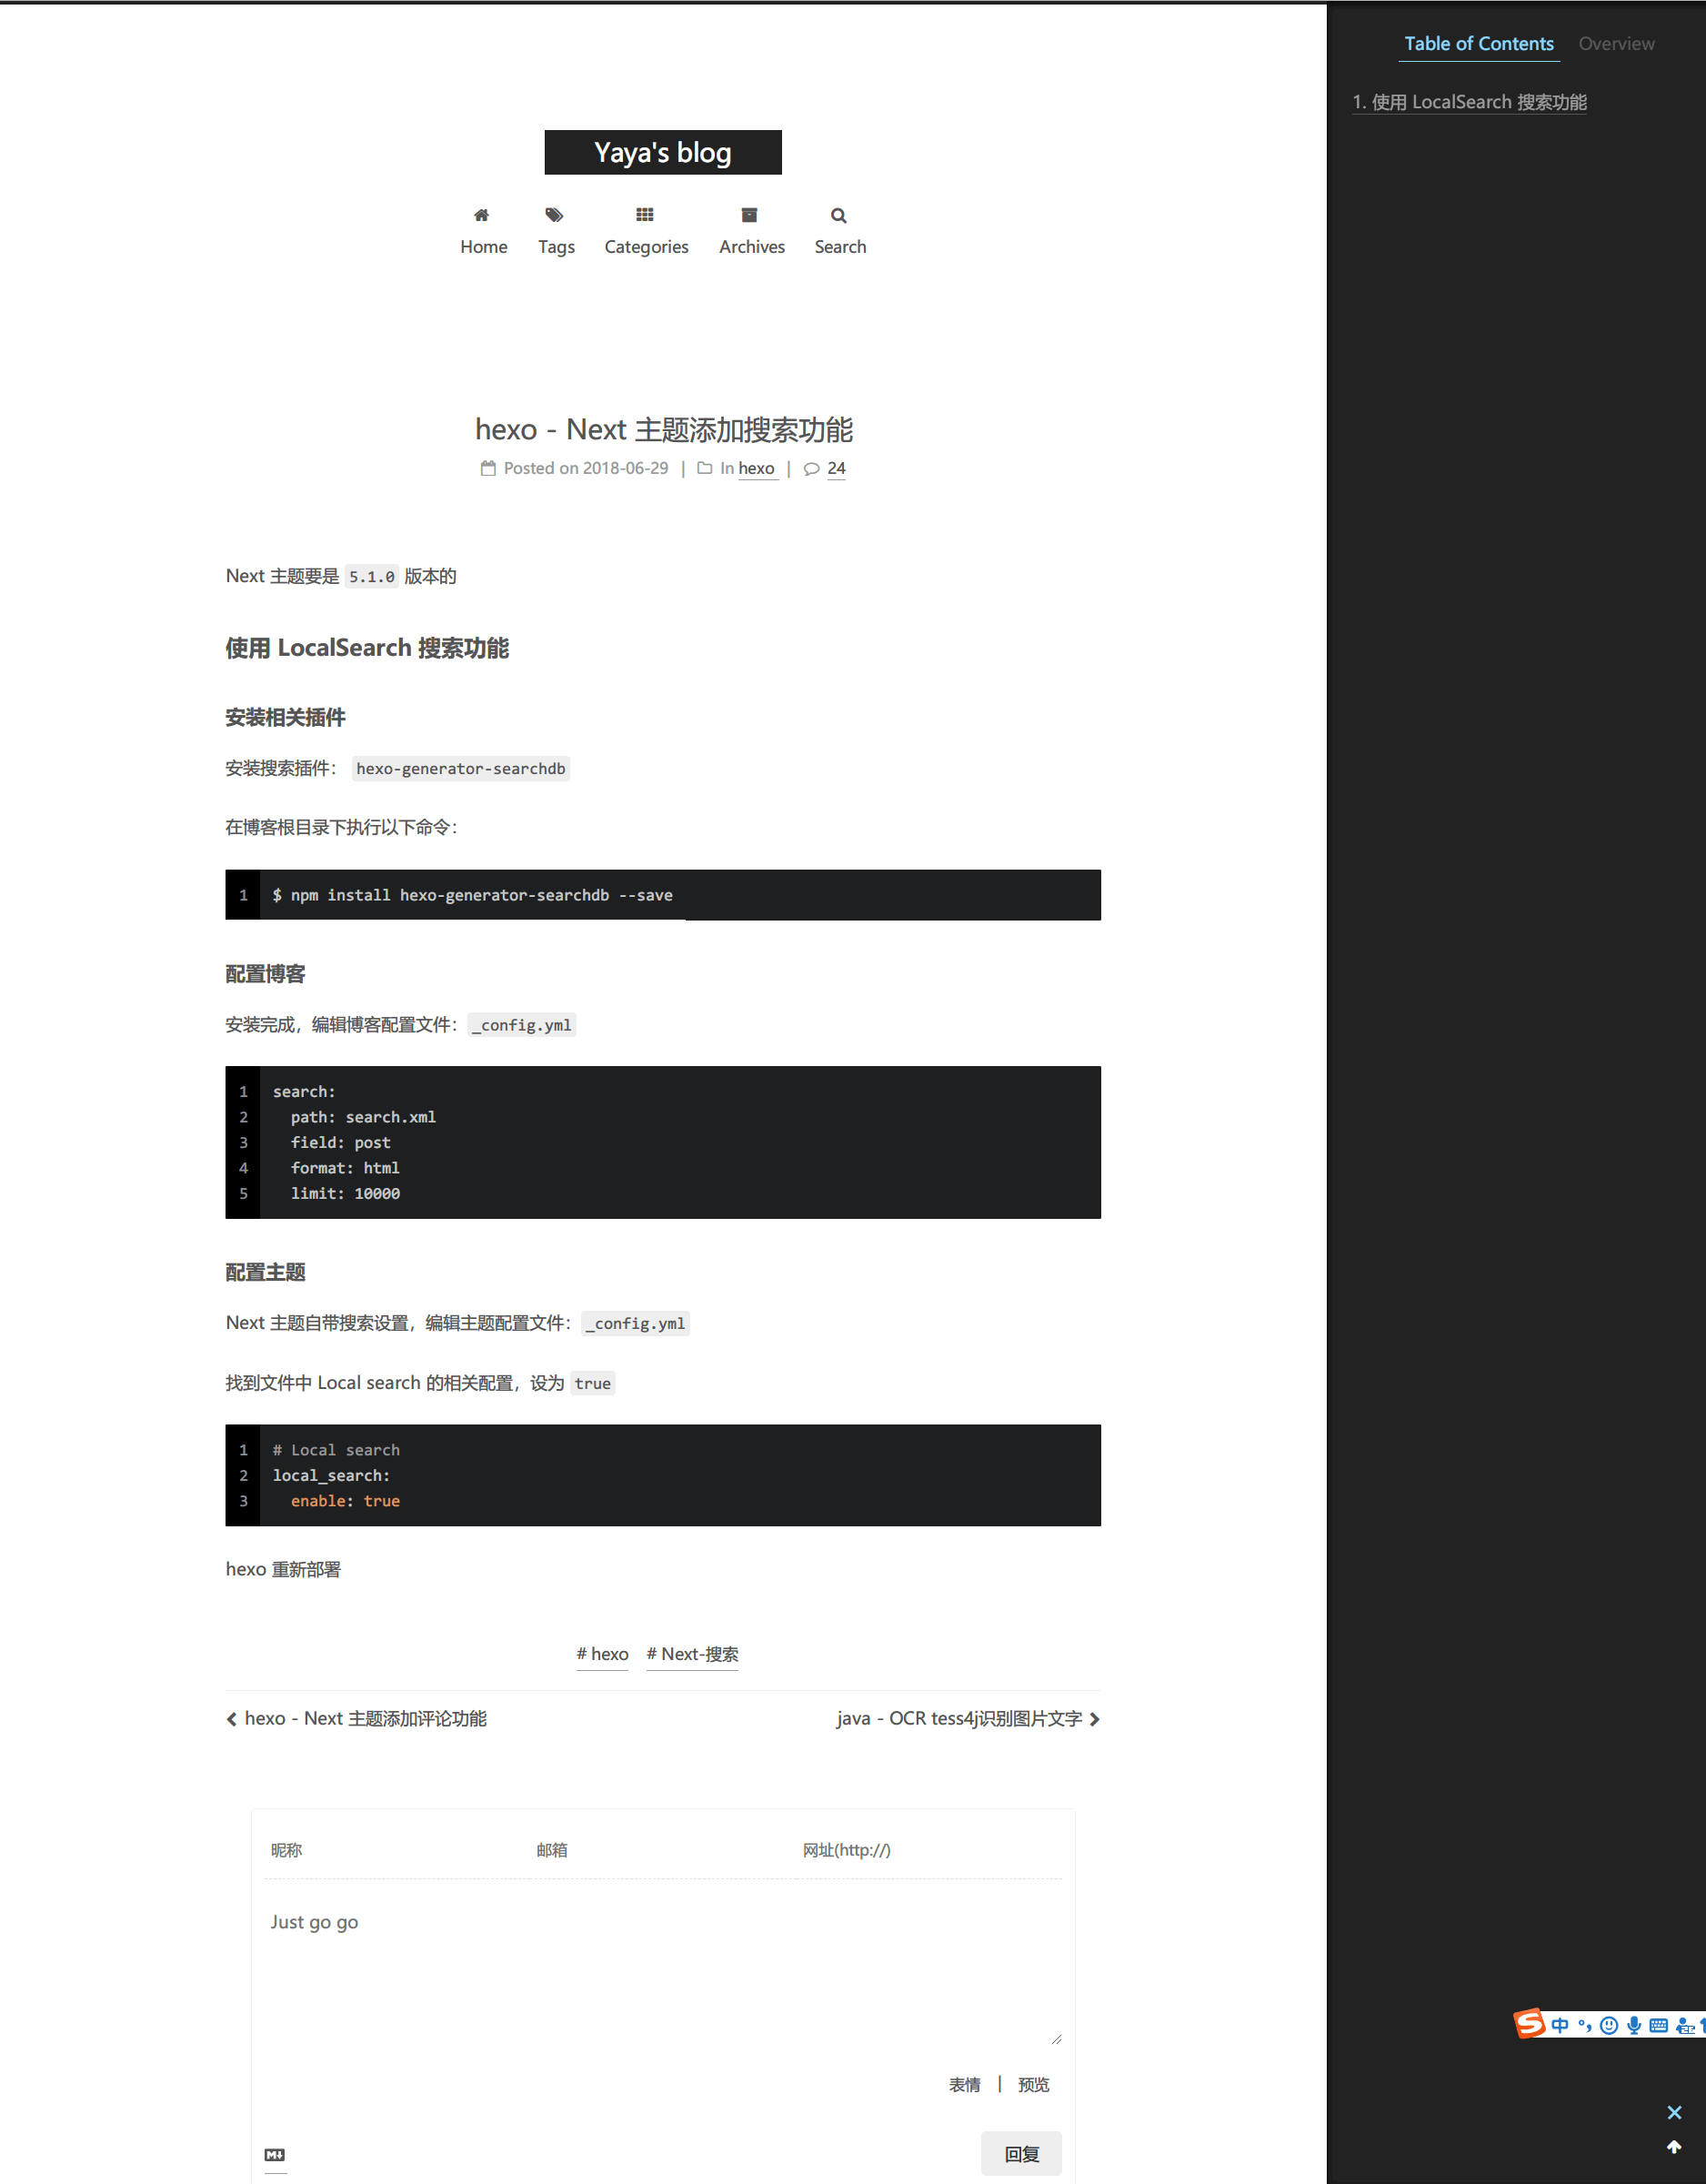 Table of Contents Overview
1. 使用 LocalSearch 搜索功能
Yaya's blog
Home Tags Categories Archives Search
hexo - Next 主题添加搜索功能
Posted on 2018-06-29 | In hexo | 24
Next 主题要是 5.1.0 版本的
使用 LocalSearch 搜索功能
安装相关插件
安装搜索插件： hexo-generator-searchdb
在博客根目录下执行以下命令：
1 $ npm install hexo-generator-searchdb --save
配置博客
安装完成，编辑博客配置文件：_config.yml
1 search:
2   path: search.xml
3   field: post
4   format: html
5   limit: 10000
配置主题
Next 主题自带搜索设置，编辑主题配置文件：_config.yml
找到文件中 Local search 的相关配置，设为 true
1 # Local search
2 local_search:
3   enable: true
hexo 重新部署
# hexo # Next-搜索
hexo - Next 主题添加评论功能 java - OCR tess4j识别图片文字
昵称 邮箱 网址(http://)
Just go go
中
表情 | 预览
M↓ 回复